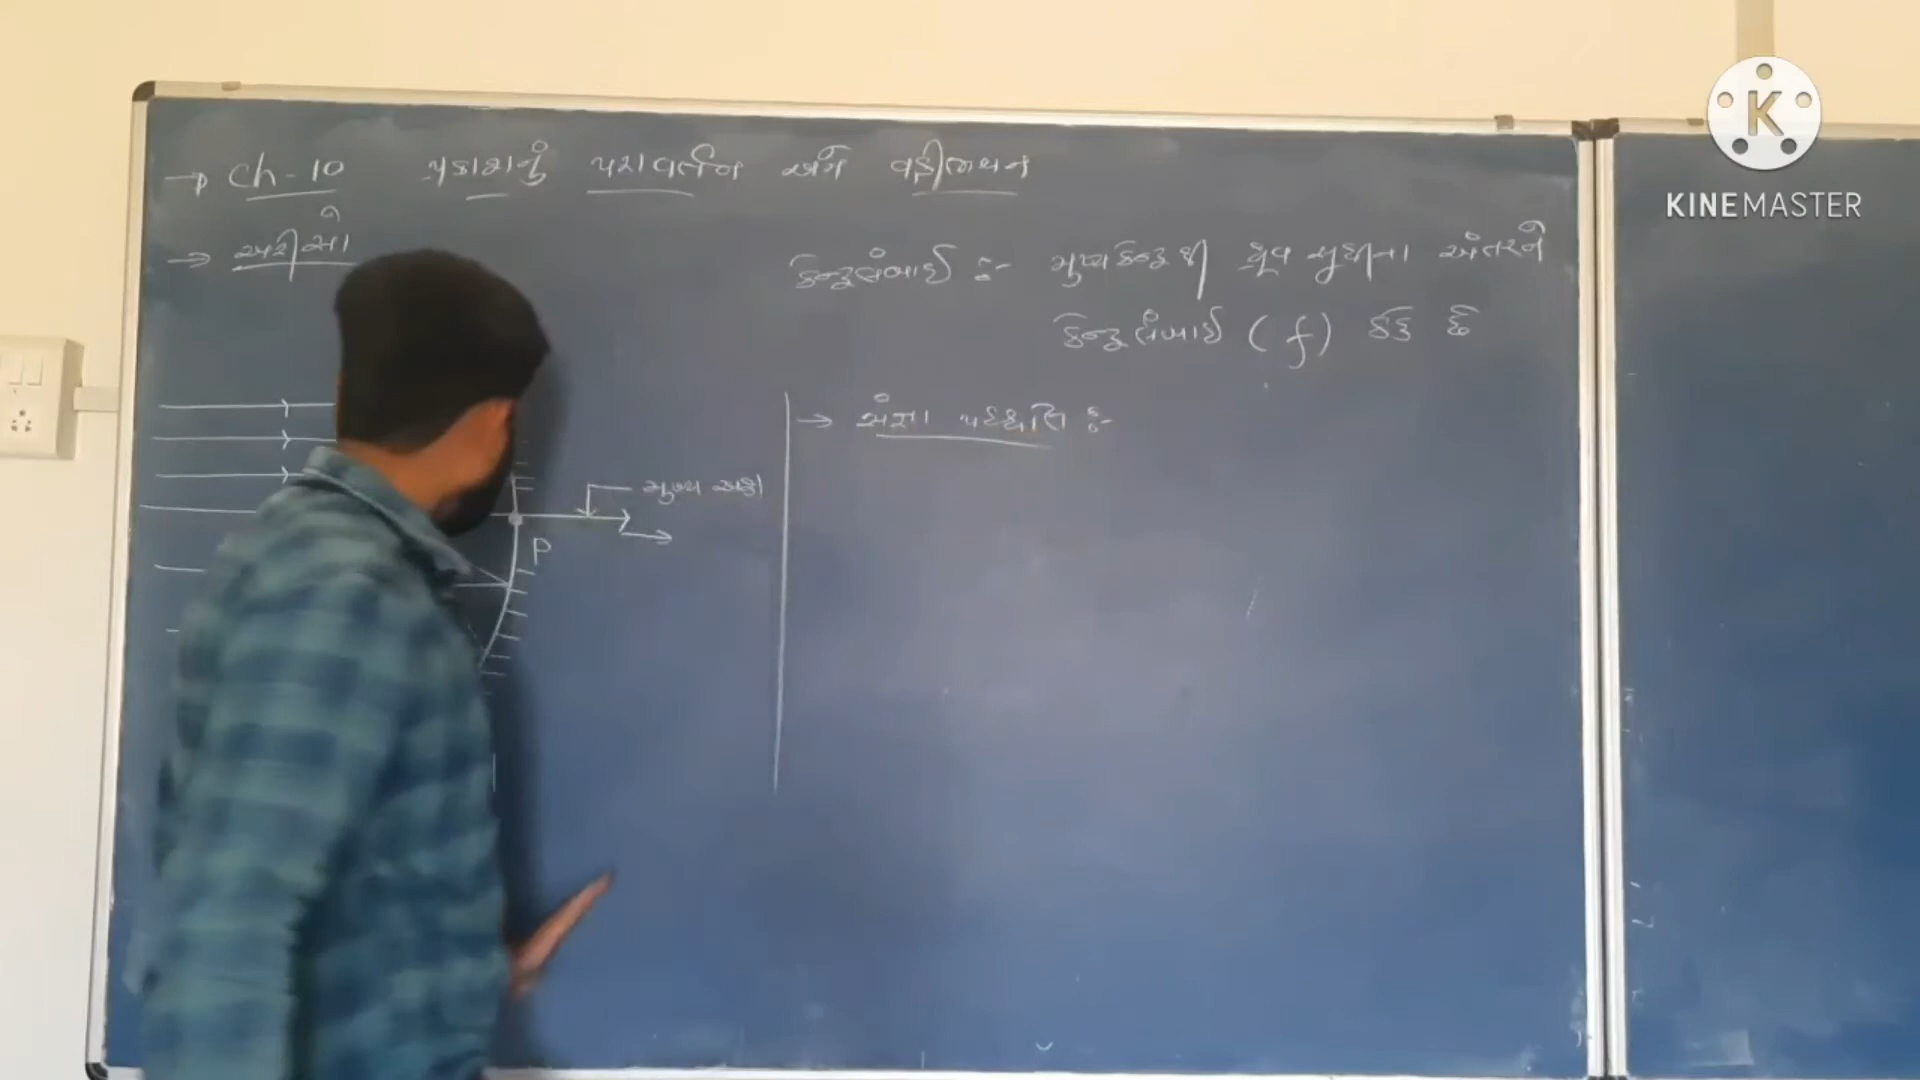 → Ch-10 પ્રકાશનું પરાવર્તન અને વક્રીભવન
→ અરીસો
કેન્દ્રલંબાઈ :- મુખ્યકેન્દ્રથી ધ્રુવ સુધીના અંતરને
કેન્દ્રલંબાઈ (f) કહે છે
→ સંજ્ઞા પદ્ધતિ :-
મુખ્ય અક્ષ
P
K
KINEMASTER